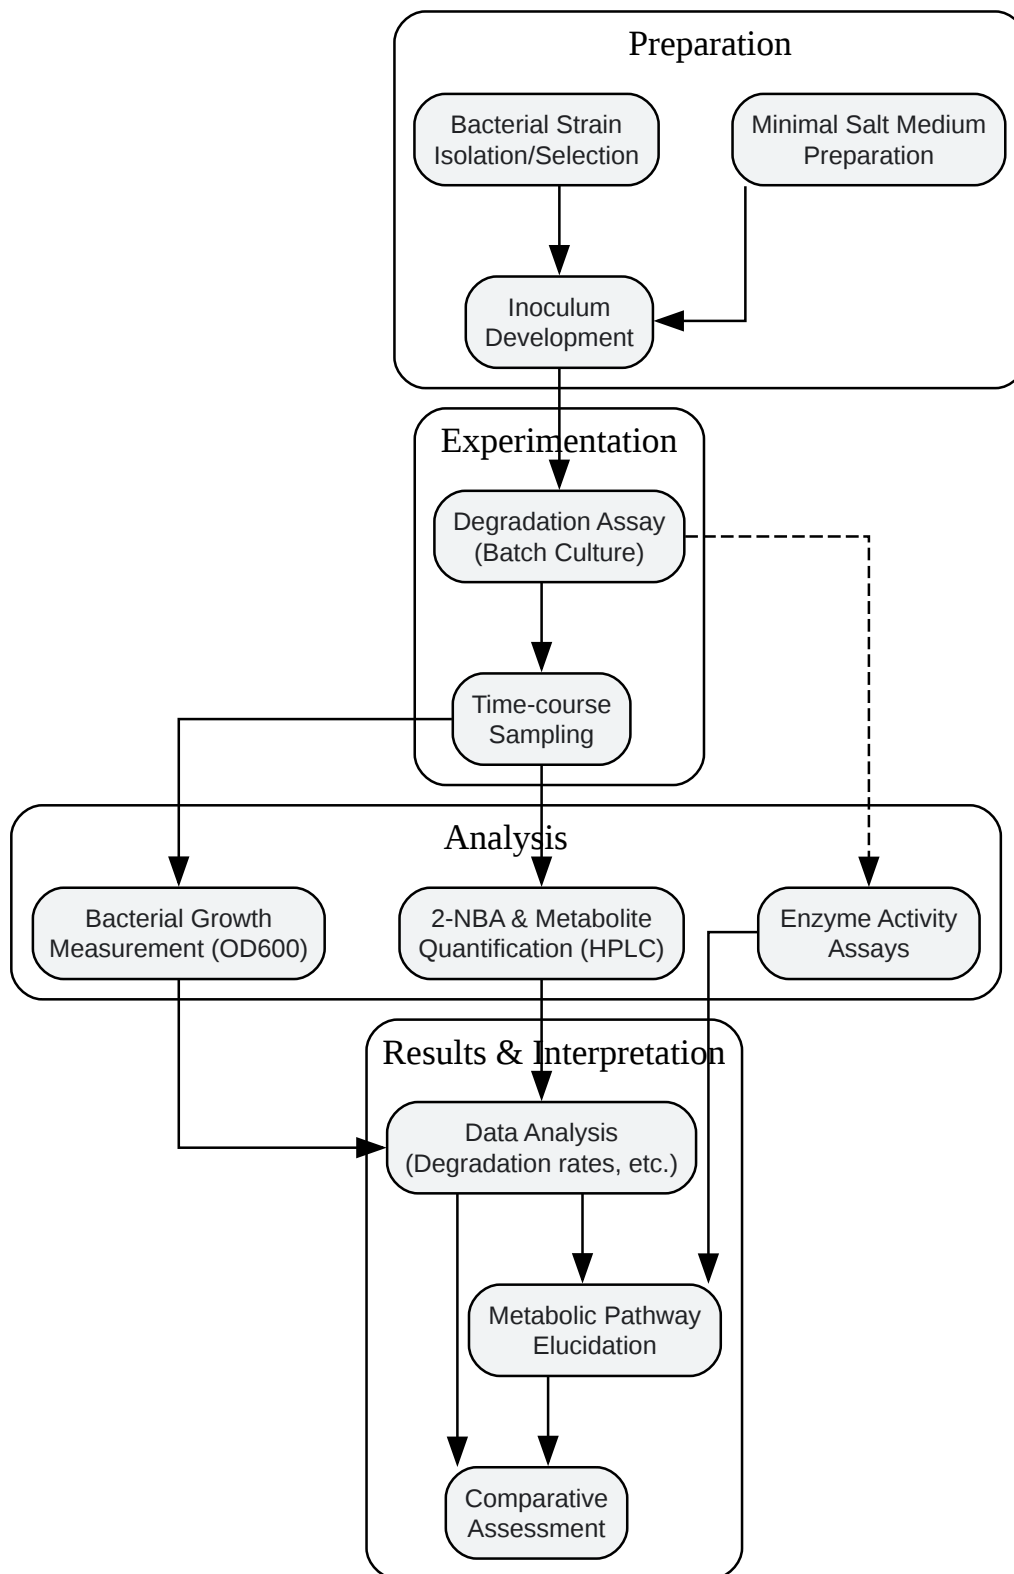 Preparation
Bacterial Strain
Isolation/Selection
Minimal Salt Medium
Preparation
Inoculum
Development
Experimentation
Degradation Assay
(Batch Culture)
Time-course
Sampling
Analysis
Bacterial Growth
Measurement (OD600)
2-NBA & Metabolite
Quantification (HPLC)
Enzyme Activity
Assays
Results & Interpretation
Data Analysis
(Degradation rates, etc.)
Metabolic Pathway
Elucidation
Comparative
Assessment